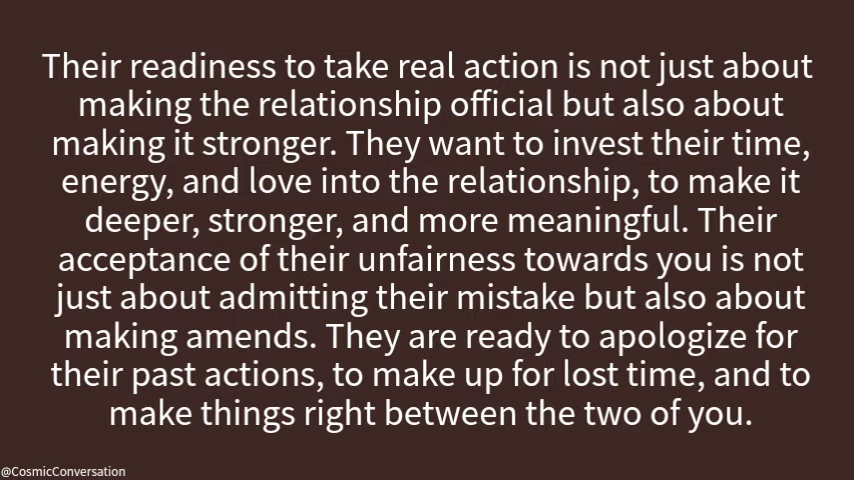 Their readiness to take real action is not just about
making the relationship official but also about
making it stronger. They want to invest their time,
energy, and love into the relationship, to make it
deeper, stronger, and more meaningful. Their
acceptance of their unfairness towards you is not
just about admitting their mistake but also about
making amends. They are ready to apologize for
their past actions, to make up for lost time, and to
make things right between the two of you.
@CosmicConversation